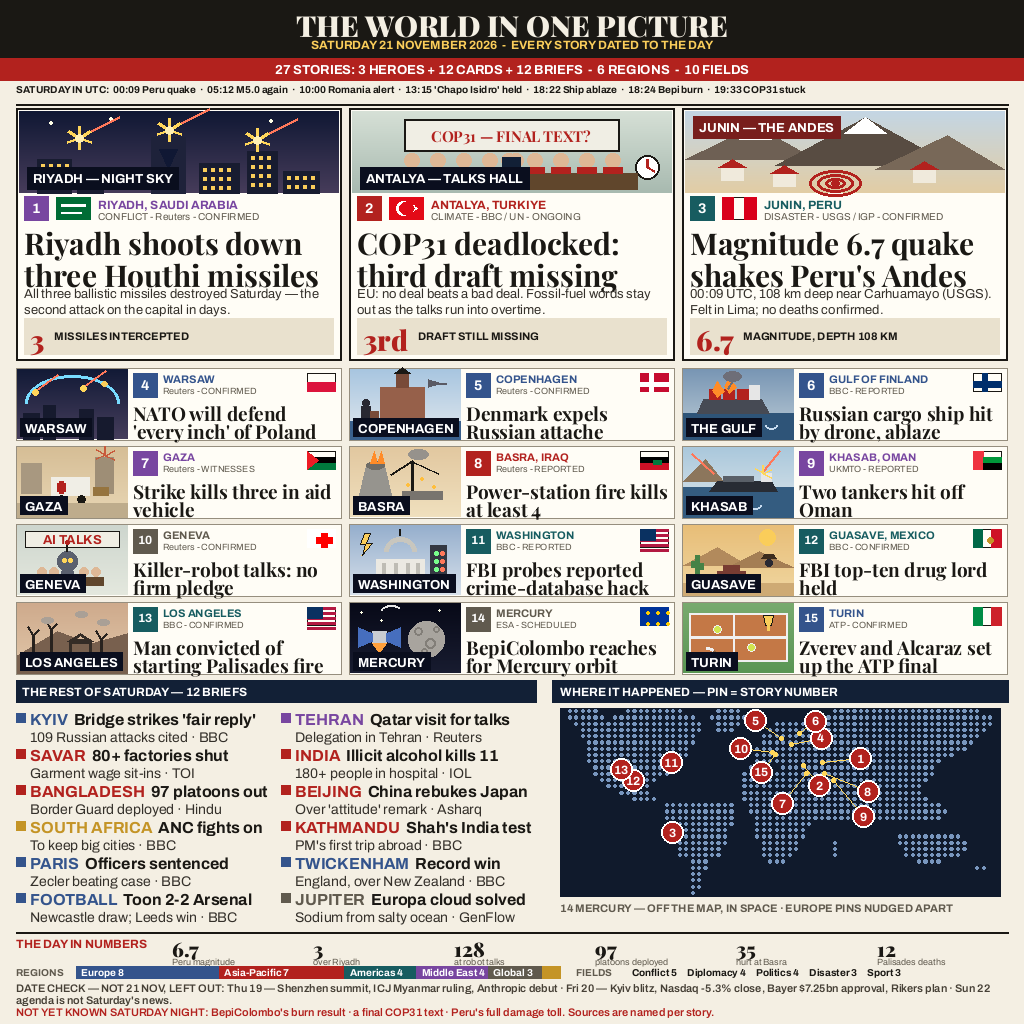 THE WORLD IN ONE PICTURE
SATURDAY 21 NOVEMBER 2026 - EVERY STORY DATED TO THE DAY
27 STORIES: 3 HEROES + 12 CARDS + 12 BRIEFS - 6 REGIONS - 10 FIELDS
SATURDAY IN UTC: 00:09 Peru quake · 05:12 M5.0 again · 10:00 Romania alert · 13:15 'Chapo Isidro' held · 18:22 Ship ablaze · 18:24 Bepi burn · 19:33 COP31 stuck
RIYADH — NIGHT SKY
1
RIYADH, SAUDI ARABIA
CONFLICT - Reuters - CONFIRMED
Riyadh shoots down
three Houthi missiles
All three ballistic missiles destroyed Saturday — the
second attack on the capital in days.
3 MISSILES INTERCEPTED
COP31 — FINAL TEXT?
ANTALYA — TALKS HALL
2
ANTALYA, TURKIYE
CLIMATE - BBC / UN - ONGOING
COP31 deadlocked:
third draft missing
EU: no deal beats a bad deal. Fossil-fuel words stay
out as the talks run into overtime.
3rd DRAFT STILL MISSING
JUNIN — THE ANDES
3
JUNIN, PERU
DISASTER - USGS / IGP - CONFIRMED
Magnitude 6.7 quake
shakes Peru's Andes
00:09 UTC, 108 km deep near Carhuamayo (USGS).
Felt in Lima; no deaths confirmed.
6.7 MAGNITUDE, DEPTH 108 KM
WARSAW
4
WARSAW
Reuters - CONFIRMED
NATO will defend
'every inch' of Poland
COPENHAGEN
5
COPENHAGEN
Reuters - CONFIRMED
Denmark expels
Russian attache
THE GULF
6
GULF OF FINLAND
BBC - REPORTED
Russian cargo ship hit
by drone, ablaze
GAZA
7
GAZA
Reuters - WITNESSES
Strike kills three in aid
vehicle
BASRA
8
BASRA, IRAQ
Reuters - REPORTED
Power-station fire kills
at least 4
KHASAB
9
KHASAB, OMAN
UKMTO - REPORTED
Two tankers hit off
Oman
AI TALKS
GENEVA
10
GENEVA
Reuters - CONFIRMED
Killer-robot talks: no
firm pledge
WASHINGTON
11
WASHINGTON
BBC - REPORTED
FBI probes reported
crime-database hack
GUASAVE
12
GUASAVE, MEXICO
BBC - CONFIRMED
FBI top-ten drug lord
held
LOS ANGELES
13
LOS ANGELES
BBC - CONFIRMED
Man convicted of
starting Palisades fire
MERCURY
14
MERCURY
ESA - SCHEDULED
BepiColombo reaches
for Mercury orbit
TURIN
15
TURIN
ATP - CONFIRMED
Zverev and Alcaraz set
up the ATP final
THE REST OF SATURDAY — 12 BRIEFS
KYIV Bridge strikes 'fair reply'
109 Russian attacks cited · BBC
SAVAR 80+ factories shut
Garment wage sit-ins · TOI
BANGLADESH 97 platoons out
Border Guard deployed · Hindu
SOUTH AFRICA ANC fights on
To keep big cities · BBC
PARIS Officers sentenced
Zecler beating case · BBC
FOOTBALL Toon 2-2 Arsenal
Newcastle draw; Leeds win · BBC
TEHRAN Qatar visit for talks
Delegation in Tehran · Reuters
INDIA Illicit alcohol kills 11
180+ people in hospital · IOL
BEIJING China rebukes Japan
Over 'attitude' remark · Asharq
KATHMANDU Shah's India test
PM's first trip abroad · BBC
TWICKENHAM Record win
England, over New Zealand · BBC
JUPITER Europa cloud solved
Sodium from salty ocean · GenFlow
WHERE IT HAPPENED — PIN = STORY NUMBER
5
6
4
10
1
11
13
12
15
2
8
7
9
3
14 MERCURY — OFF THE MAP, IN SPACE · EUROPE PINS NUDGED APART
THE DAY IN NUMBERS
6.7
Peru magnitude
3
over Riyadh
128
at robot talks
97
platoons deployed
35
hurt at Basra
12
Palisades deaths
REGIONS Europe 8 Asia-Pacific 7 Americas 4 Middle East 4 Global 3
FIELDS Conflict 5 Diplomacy 4 Politics 4 Disaster 3 Sport 3
DATE CHECK — NOT 21 NOV, LEFT OUT: Thu 19 — Shenzhen summit, ICJ Myanmar ruling, Anthropic debut · Fri 20 — Kyiv blitz, Nasdaq -5.3% close, Bayer $7.25bn approval, Rikers plan · Sun 22
agenda is not Saturday's news.
NOT YET KNOWN SATURDAY NIGHT: BepiColombo's burn result · a final COP31 text · Peru's full damage toll. Sources are named per story.